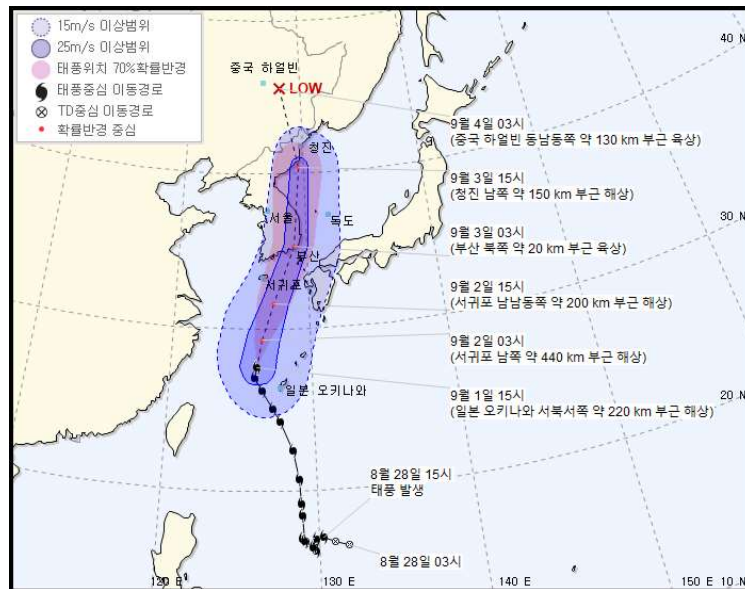 15m/s 이상범위
25m/s 이상범위
태풍위치 70%확률반경
태풍중심 이동경로
TD중심 이동경로
확률반경 중심
40 N
중국 하얼빈
LOW
9월 4일 03시
(중국 하얼빈 동남동쪽 약 130 km 부근 육상)
청진
9월 3일 15시
(청진 남쪽 약 150 km 부근 해상)
서울
독도
30 N
9월 3일 03시
(부산 북쪽 약 20 km 부근 육상)
부산
서귀포
9월 2일 15시
(서귀포 남남동쪽 약 200 km 부근 해상)
9월 2일 03시
(서귀포 남쪽 약 440 km 부근 해상)
일본 오키나와
9월 1일 15시
(일본 오키나와 서북서쪽 약 220 km 부근 해상)
20 N
8월 28일 15시
태풍 발생
8월 28일 03시
120 E
130 E
140 E
150 E
10 N